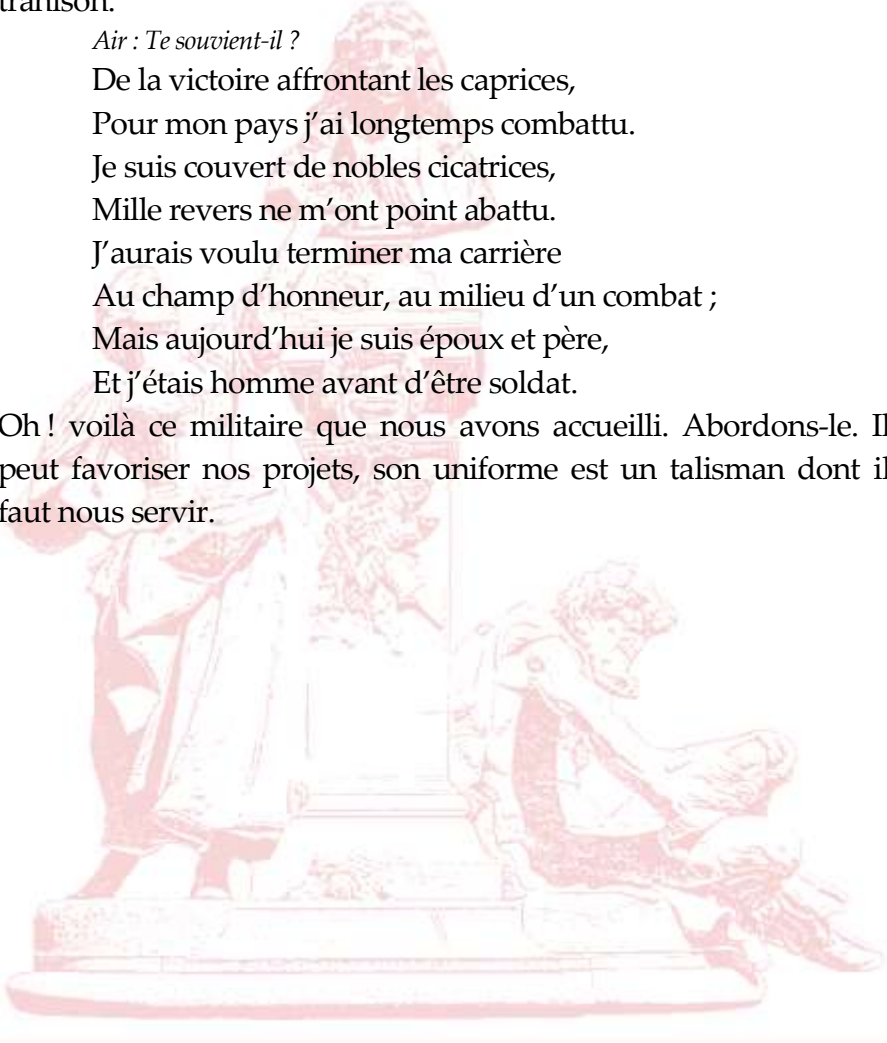 trahison.
Air : Te souvient-il ?
De la victoire affrontant les caprices,
Pour mon pays j’ai longtemps combattu.
Je suis couvert de nobles cicatrices,
Mille revers ne m’ont point abattu.
J’aurais voulu terminer ma carrière
Au champ d’honneur, au milieu d’un combat ;
Mais aujourd’hui je suis époux et père,
Et j’étais homme avant d’être soldat.
Oh ! voilà ce militaire que nous avons accueilli. Abordons-le. Il
peut favoriser nos projets, son uniforme est un talisman dont il
faut nous servir.